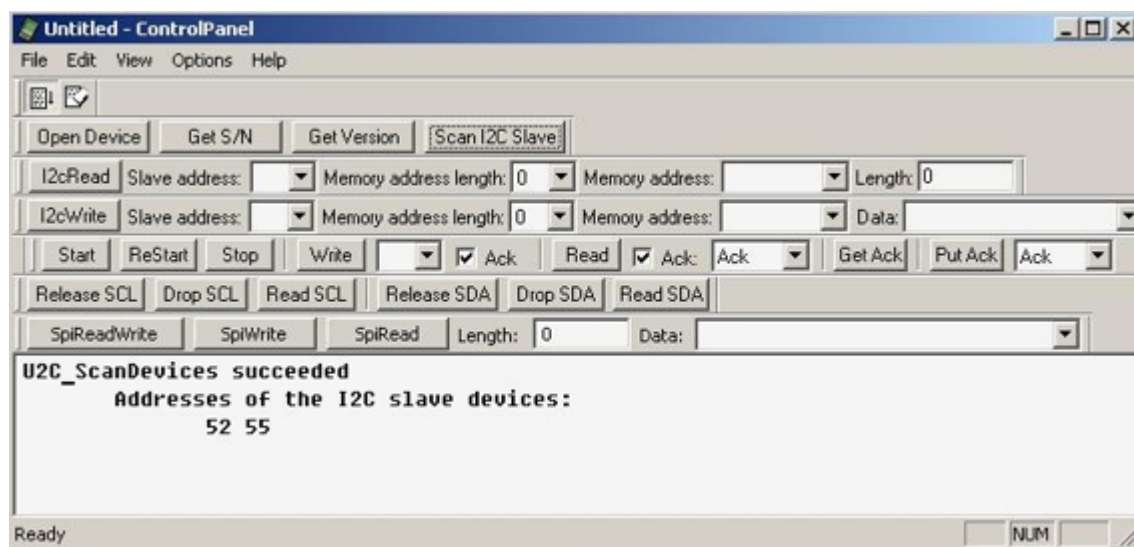 Untitled - ControlPanel
File Edit View Options Help
Open Device Get S/N Get Version Scan I2C Slave
I2cRead Slave address: Memory address length: 0 Memory address: Length: 0
I2cWrite Slave address: Memory address length: 0 Memory address: Data:
Start ReStart Stop Write Ack Read Ack: Ack Get Ack Put Ack Ack
Release SCL Drop SCL Read SCL Release SDA Drop SDA Read SDA
SpiReadWrite SpiWrite SpiRead Length: 0 Data:
U2C_ScanDevices succeeded
Addresses of the I2C slave devices:
52 55
Ready NUM